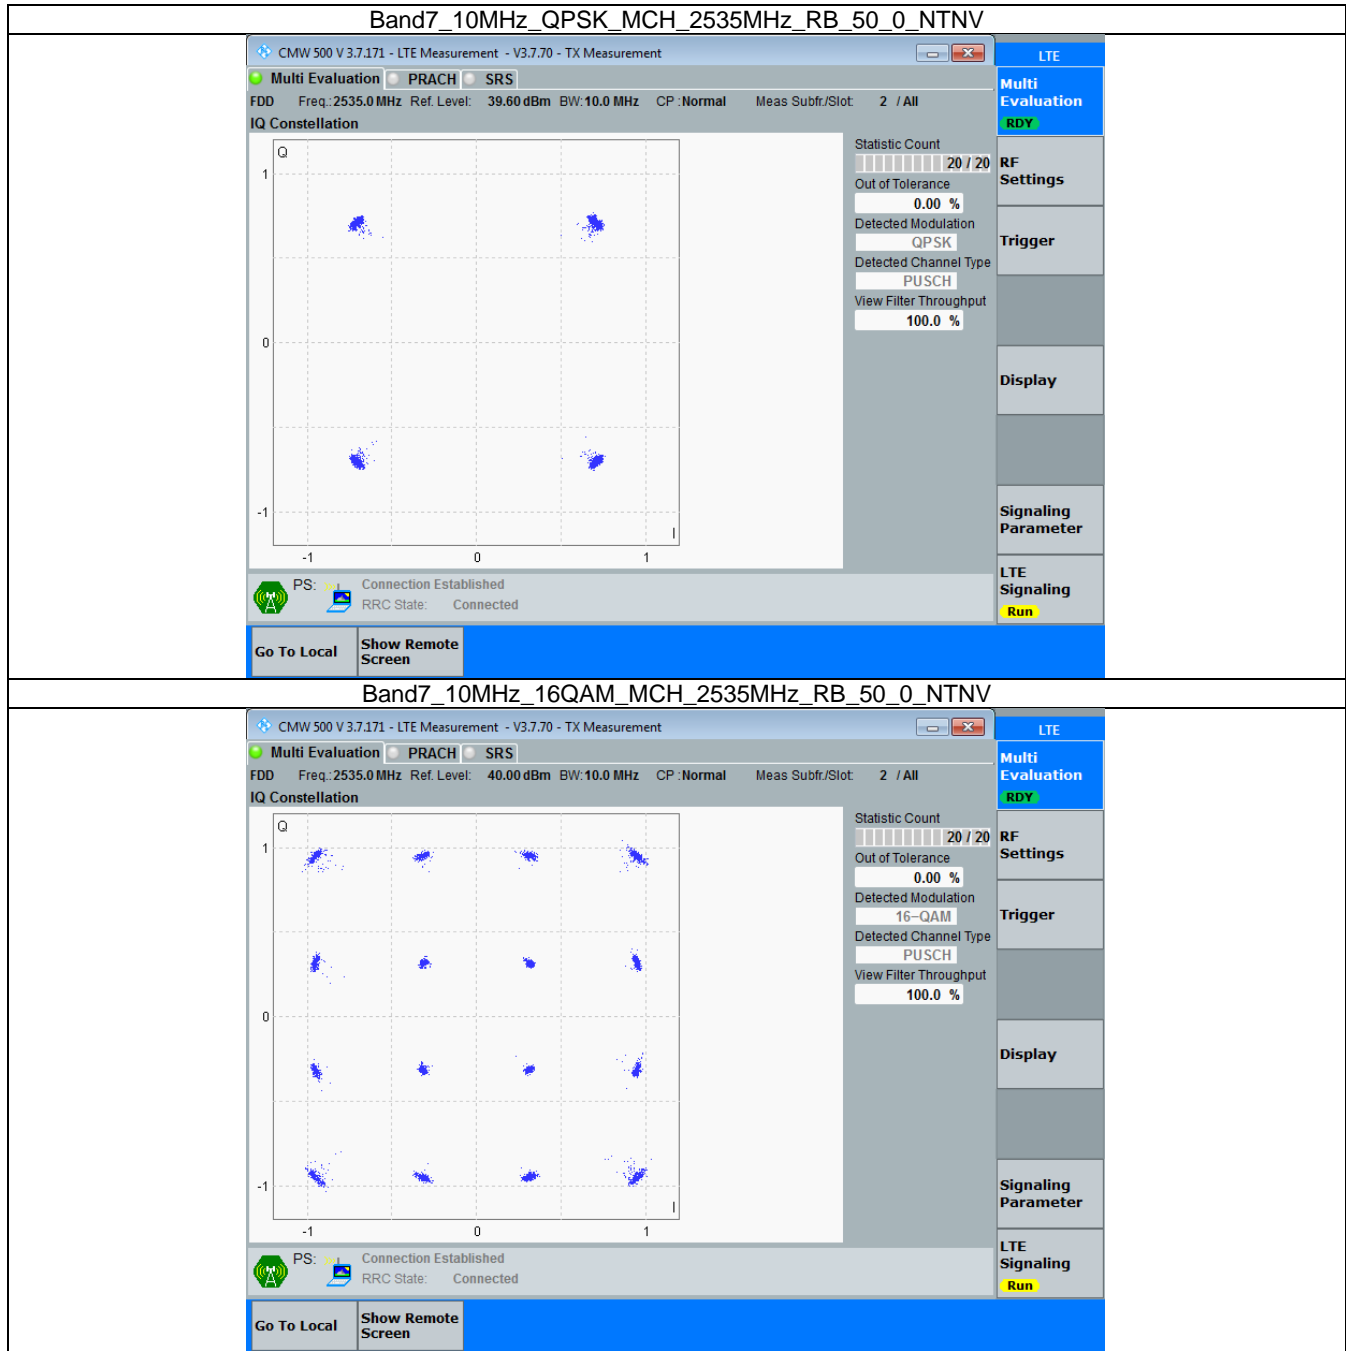 Band7_10MHz_QPSK_MCH_2535MHz_RB_50_0_NTNV
CMW 500 V 3.7.171 - LTE Measurement - V3.7.70 - TX Measurement
LTE
Multi Evaluation PRACH SRS
Multi
Evaluation
RDY
FDD Freq.: 2535.0 MHz Ref. Level: 39.60 dBm BW: 10.0 MHz CP : Normal Meas Subfr./Slot: 2 / All
IQ Constellation
Q
1
0
-1
I
-1 0 1
Statistic Count
20 / 20
Out of Tolerance
0.00 %
Detected Modulation
QPSK
Detected Channel Type
PUSCH
View Filter Throughput
100.0 %
RF
Settings
Trigger
Display
Signaling
Parameter
LTE
Signaling
Run
PS: Connection Established
RRC State: Connected
Go To Local Show Remote
Screen
Band7_10MHz_16QAM_MCH_2535MHz_RB_50_0_NTNV
CMW 500 V 3.7.171 - LTE Measurement - V3.7.70 - TX Measurement
LTE
Multi Evaluation PRACH SRS
Multi
Evaluation
RDY
FDD Freq.: 2535.0 MHz Ref. Level: 40.00 dBm BW: 10.0 MHz CP : Normal Meas Subfr./Slot: 2 / All
IQ Constellation
Q
1
0
-1
I
-1 0 1
Statistic Count
20 / 20
Out of Tolerance
0.00 %
Detected Modulation
16-QAM
Detected Channel Type
PUSCH
View Filter Throughput
100.0 %
RF
Settings
Trigger
Display
Signaling
Parameter
LTE
Signaling
Run
PS: Connection Established
RRC State: Connected
Go To Local Show Remote
Screen